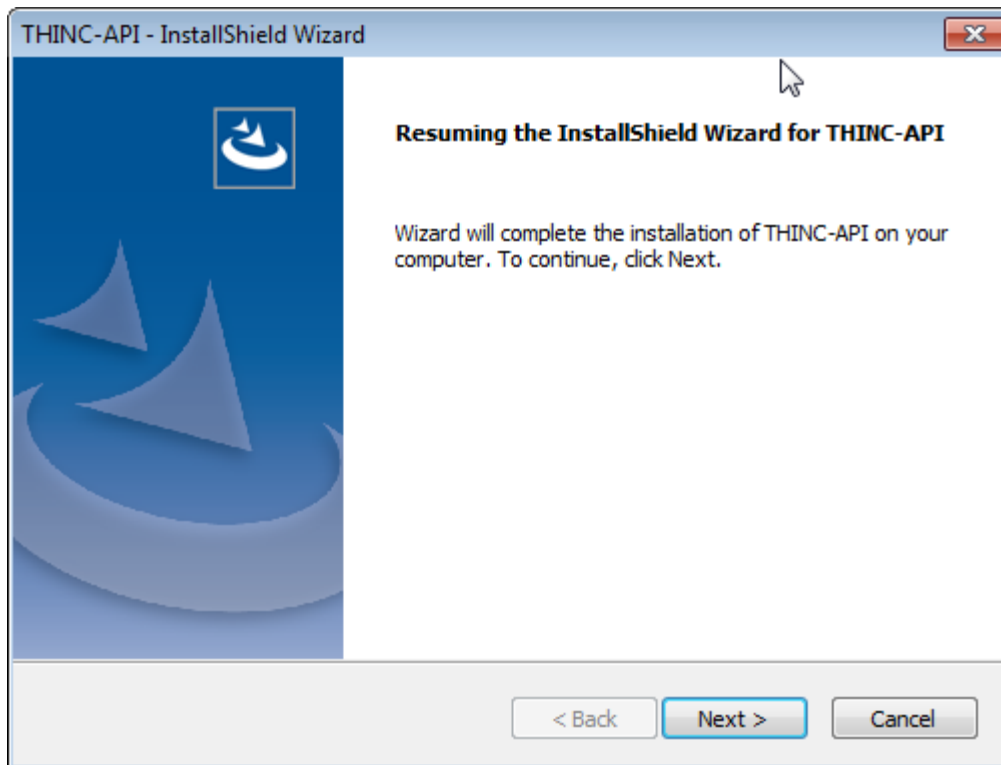 THINC-API - InstallShield Wizard
Resuming the InstallShield Wizard for THINC-API
Wizard will complete the installation of THINC-API on your
computer. To continue, click Next.
< Back
Next >
Cancel